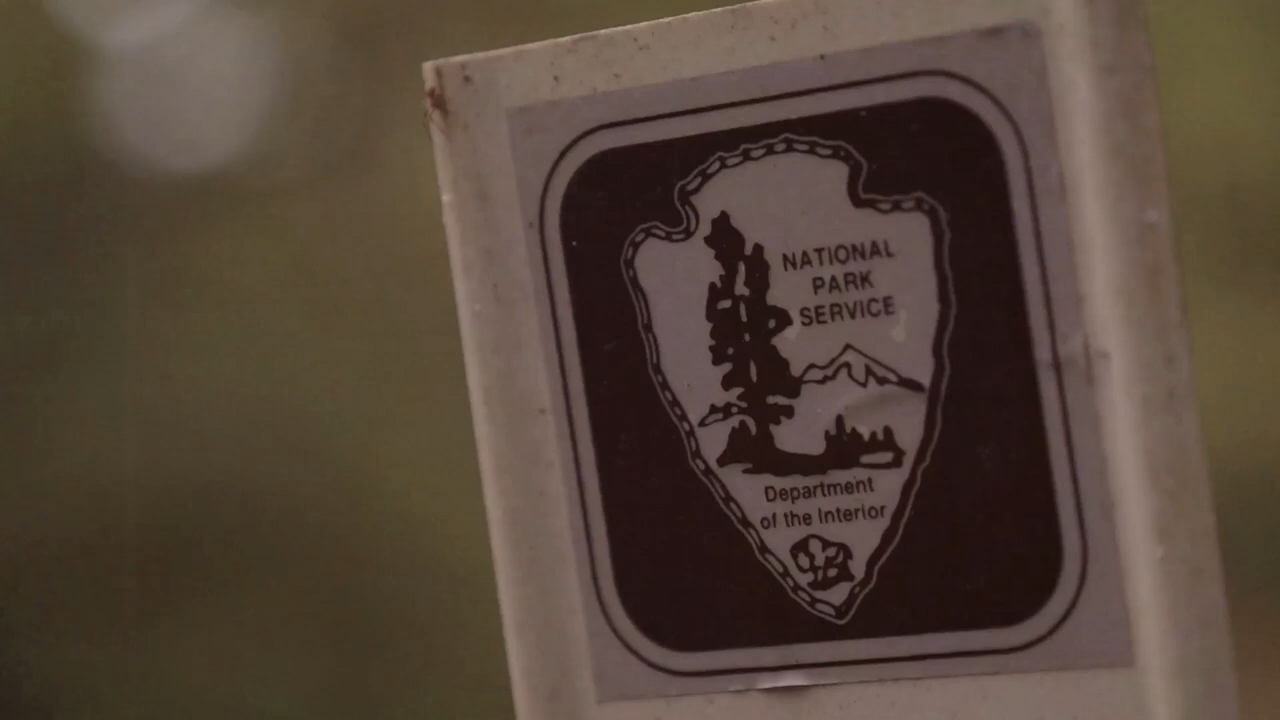 NATIONAL
PARK
SERVICE
Department
of the Interior